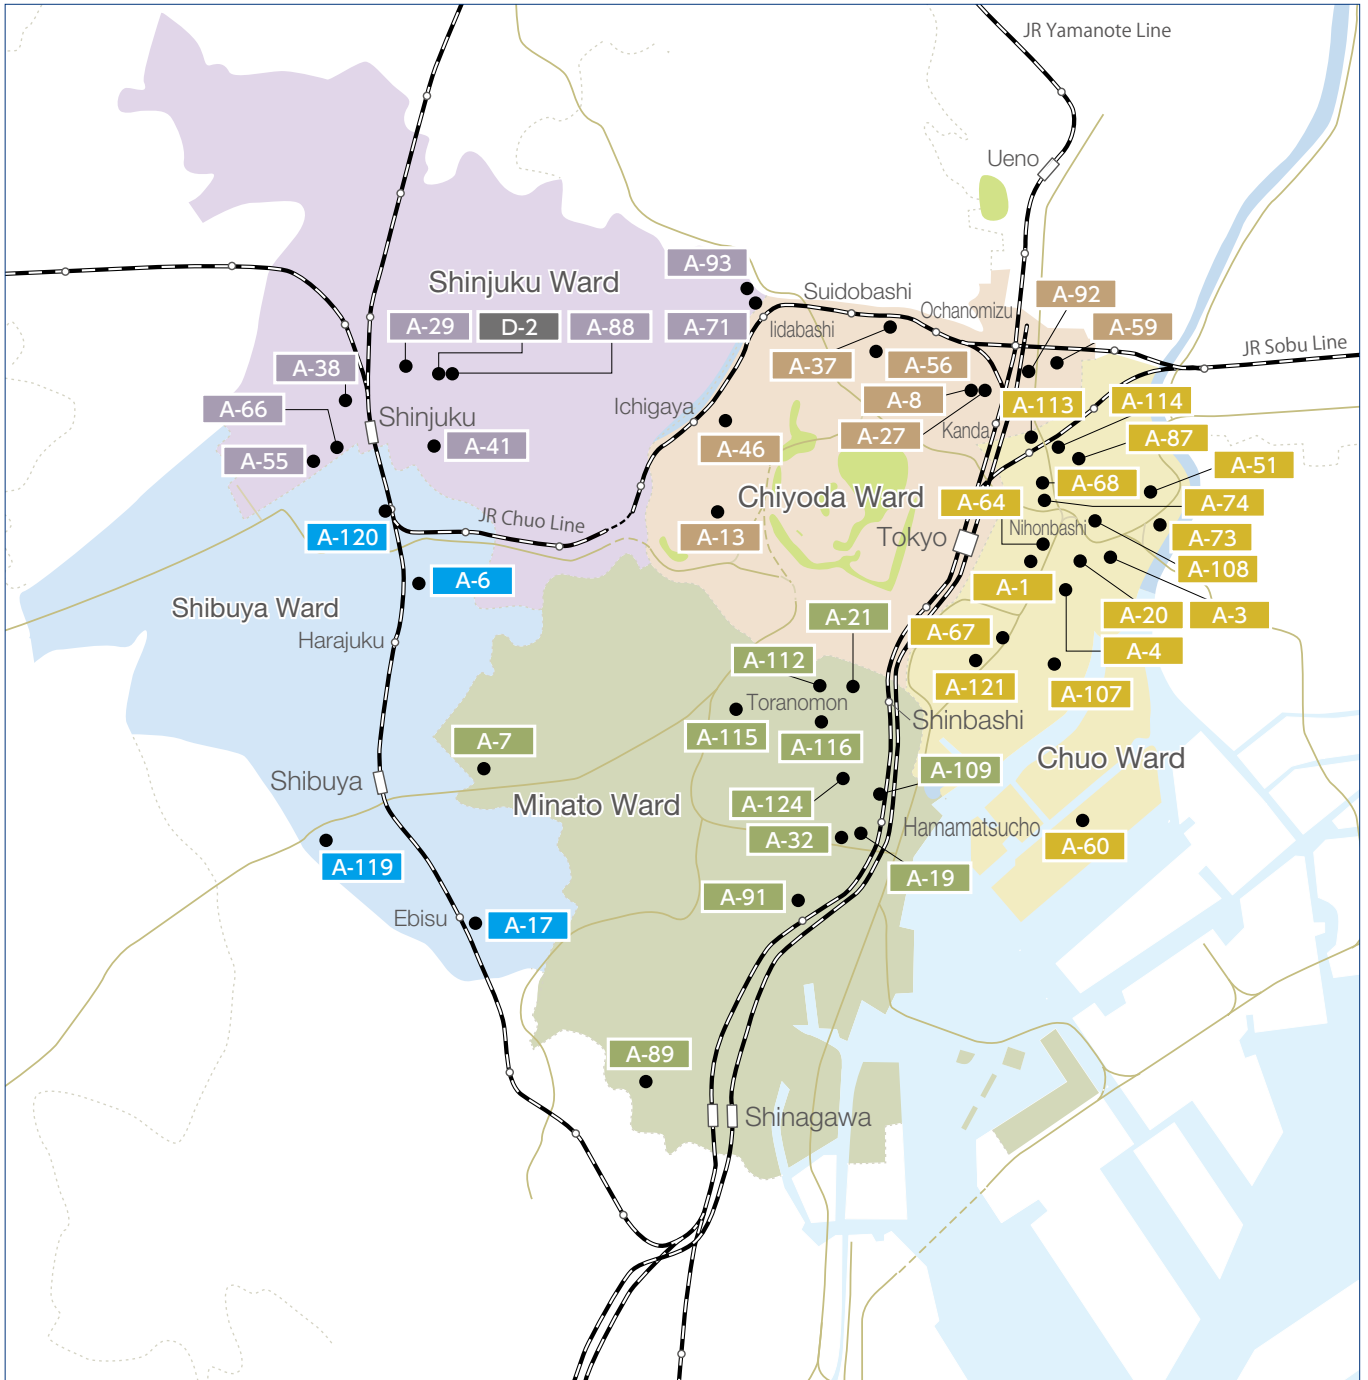 JR Yamanote Line
Ueno
A-93
Shinjuku Ward
Suidobashi
A-92
Ochanomizu
A-29
D-2
A-88
A-71
Iidabashi
A-59
JR Sobu Line
A-38
A-37
A-56
A-66
Shinjuku
Ichigaya
A-8
A-113
A-114
A-27
Kanda
A-87
A-55
A-41
A-46
A-51
A-68
Chiyoda Ward
A-64
A-74
JR Chuo Line
A-120
A-13
Tokyo
Nihonbashi
A-73
A-108
A-6
A-1
Shibuya Ward
A-21
A-20
A-3
Harajuku
A-67
A-112
A-4
A-121
A-107
Toranomon
Shinbashi
A-115
A-116
A-7
Chuo Ward
Shibuya
A-109
Minato Ward
A-124
Hamamatsucho
A-32
A-60
A-119
A-19
A-91
Ebisu
A-17
A-89
Shinagawa